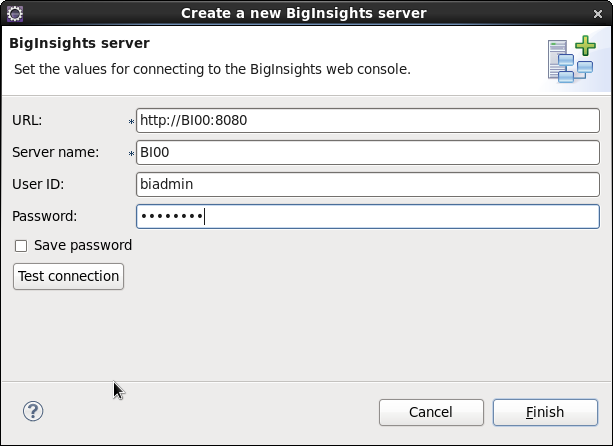 Create a new BigInsights server
BigInsights server
Set the values for connecting to the BigInsights web console.
URL: * http://BI00:8080
Server name: * BI00
User ID: biadmin
Password: ••••••••
Save password
Test connection
? Cancel Finish